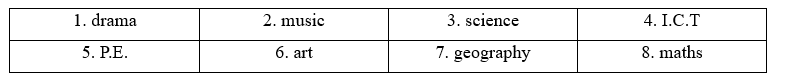 1. drama 2. music 3. science 4. I.C.T
5. P.E. 6. art 7. geography 8. maths